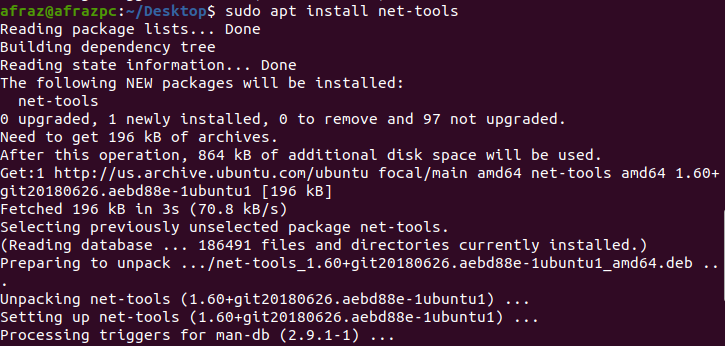 afraz@afrazpc:~/Desktop$ sudo apt install net-tools
Reading package lists... Done
Building dependency tree
Reading state information... Done
The following NEW packages will be installed:
  net-tools
0 upgraded, 1 newly installed, 0 to remove and 97 not upgraded.
Need to get 196 kB of archives.
After this operation, 864 kB of additional disk space will be used.
Get:1 http://us.archive.ubuntu.com/ubuntu focal/main amd64 net-tools amd64 1.60+
git20180626.aebd88e-1ubuntu1 [196 kB]
Fetched 196 kB in 3s (70.8 kB/s)
Selecting previously unselected package net-tools.
(Reading database ... 186491 files and directories currently installed.)
Preparing to unpack .../net-tools_1.60+git20180626.aebd88e-1ubuntu1_amd64.deb ..
.
Unpacking net-tools (1.60+git20180626.aebd88e-1ubuntu1) ...
Setting up net-tools (1.60+git20180626.aebd88e-1ubuntu1) ...
Processing triggers for man-db (2.9.1-1) ...